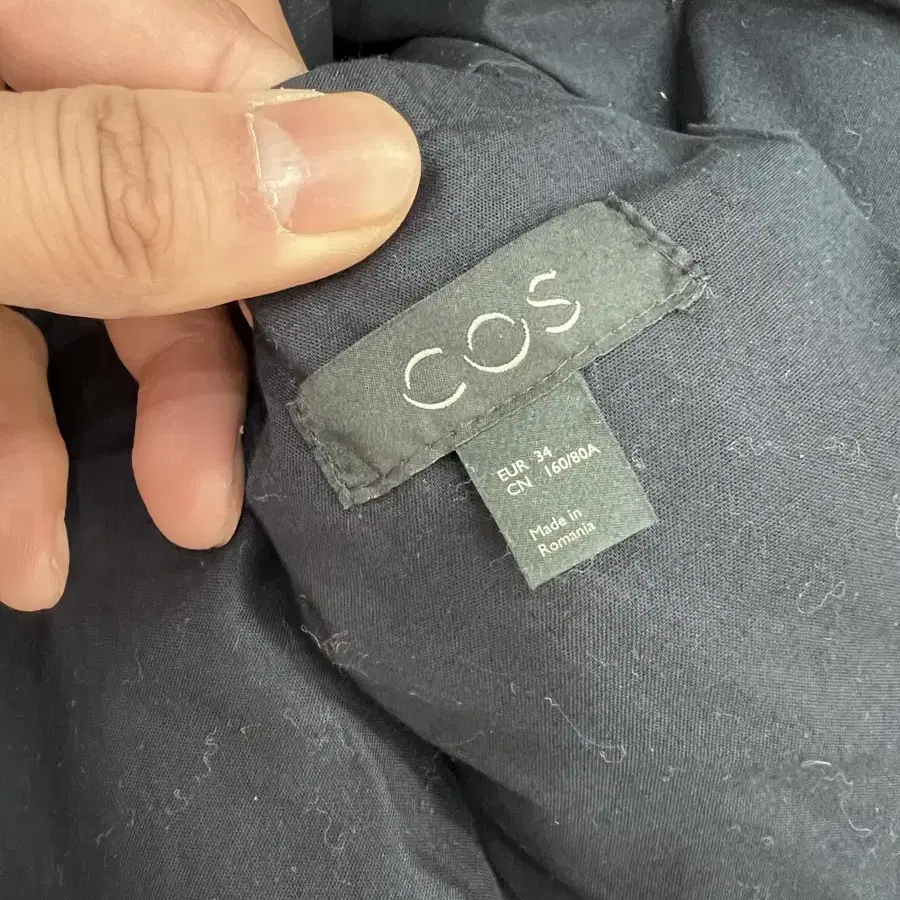 COS
EUR 34
CN 160/80A
Made in
Romania